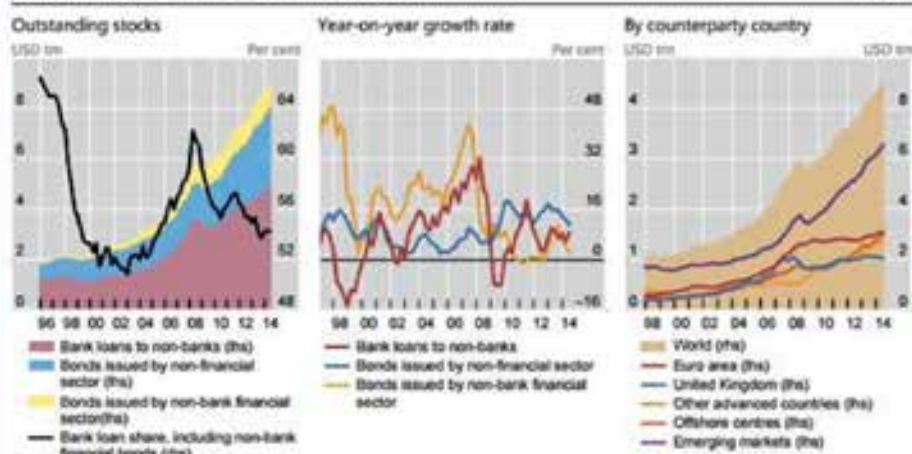 Outstanding stocks
USD trn Per cent
8 64
6 60
4 56
2 52
0 48
96 98 00 02 04 06 08 10 12 14
Bank loans to non-banks (lhs)
Bonds issued by non-financial
sector (lhs)
Bonds issued by non-bank financial
sector(lhs)
Bank loan share, including non-bank
financial bonds (rhs)
Year-on-year growth rate
Per cent
48
32
16
0
-16
98 00 02 04 06 08 10 12 14
Bank loans to non-banks
Bonds issued by non-financial sector
Bonds issued by non-bank financial
sector
By counterparty country
USD trn USD trn
4 8
3 6
2 4
1 2
0 0
98 00 02 04 06 08 10 12 14
World (rhs)
Euro area (lhs)
United Kingdom (lhs)
Other advanced countries (lhs)
Offshore centres (lhs)
Emerging markets (lhs)